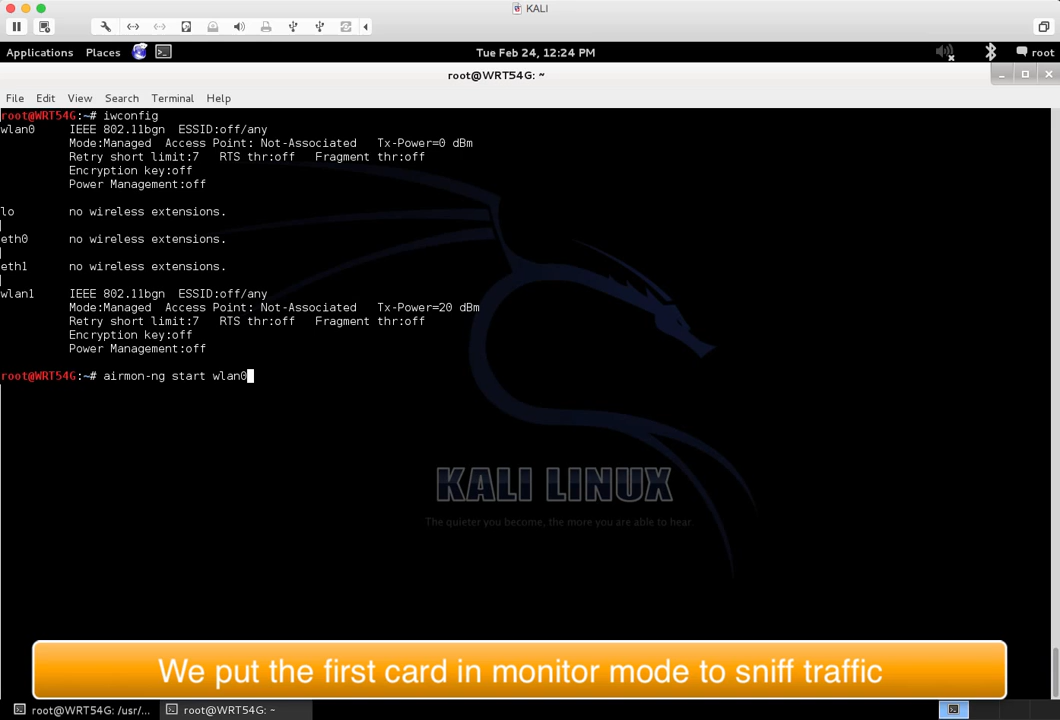 KALI
Applications Places Tue Feb 24, 12:24 PM root
root@WRT54G: ~
File Edit View Search Terminal Help
root@WRT54G:~# iwconfig
wlan0 IEEE 802.11bgn ESSID:off/any
Mode:Managed Access Point: Not-Associated Tx-Power=0 dBm
Retry short limit:7 RTS thr:off Fragment thr:off
Encryption key:off
Power Management:off
lo no wireless extensions.
eth0 no wireless extensions.
eth1 no wireless extensions.
wlan1 IEEE 802.11bgn ESSID:off/any
Mode:Managed Access Point: Not-Associated Tx-Power=20 dBm
Retry short limit:7 RTS thr:off Fragment thr:off
Encryption key:off
Power Management:off
root@WRT54G:~# airmon-ng start wlan0
KALI LINUX
The quieter you become, the more you are able to hear.
We put the first card in monitor mode to sniff traffic
root@WRT54G: /usr/... root@WRT54G: ~